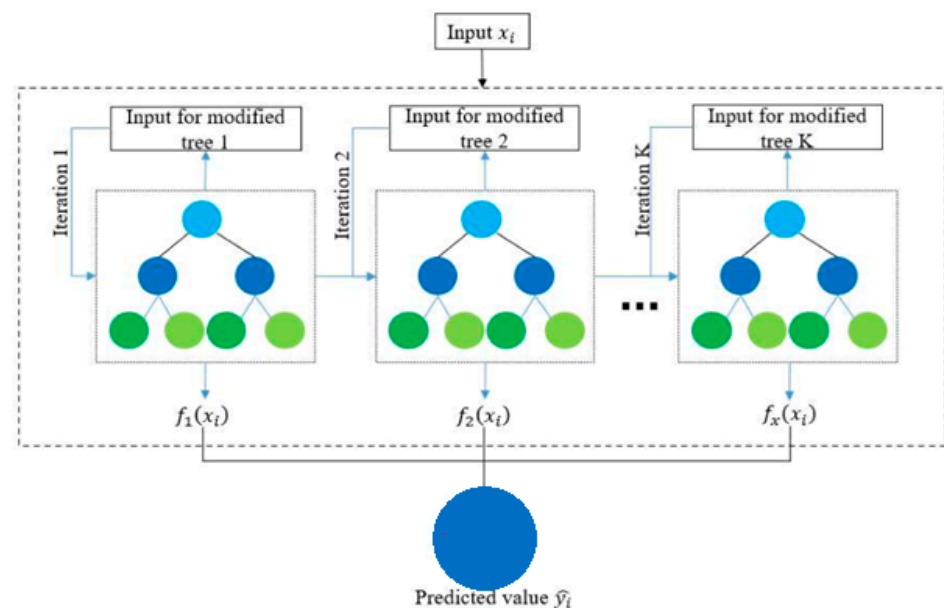 Input xᵢ
Input for modified
tree 1
Input for modified
tree 2
Input for modified
tree K
Iteration 1
Iteration 2
Iteration K
...
f₁(xᵢ)
f₂(xᵢ)
fₓ(xᵢ)
Predicted value ŷᵢ